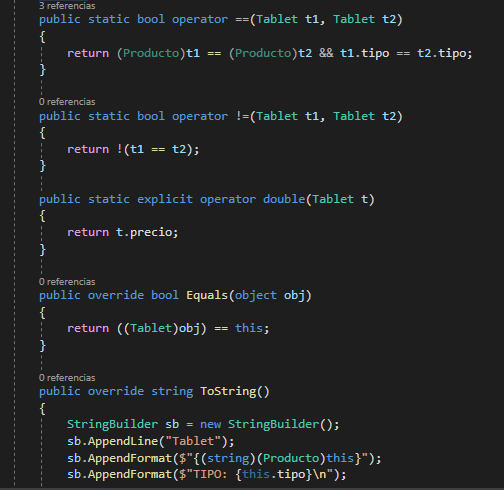 3 referencias
public static bool operator ==(Tablet t1, Tablet t2)
{
return (Producto)t1 == (Producto)t2 && t1.tipo == t2.tipo;
}
0 referencias
public static bool operator !=(Tablet t1, Tablet t2)
{
return !(t1 == t2);
}
public static explicit operator double(Tablet t)
{
return t.precio;
}
0 referencias
public override bool Equals(object obj)
{
return ((Tablet)obj) == this;
}
0 referencias
public override string ToString()
{
StringBuilder sb = new StringBuilder();
sb.AppendLine("Tablet");
sb.AppendFormat($"{(string)(Producto)this}");
sb.AppendFormat($"TIPO: {this.tipo}\n");